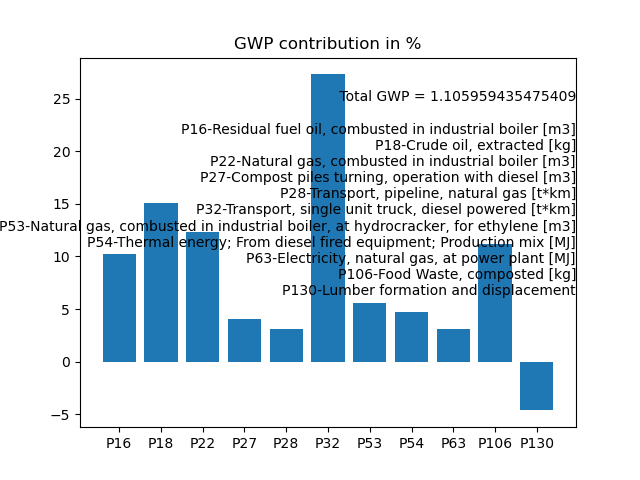 GWP contribution in %
Total GWP = 1.105959435475409
P16-Residual fuel oil, combusted in industrial boiler [m3]
P18-Crude oil, extracted [kg]
P22-Natural gas, combusted in industrial boiler [m3]
P27-Compost piles turning, operation with diesel [m3]
P28-Transport, pipeline, natural gas [t*km]
P32-Transport, single unit truck, diesel powered [t*km]
P53-Natural gas, combusted in industrial boiler, at hydrocracker, for ethylene [m3]
P54-Thermal energy; From diesel fired equipment; Production mix [MJ]
P63-Electricity, natural gas, at power plant [MJ]
P106-Food Waste, composted [kg]
P130-Lumber formation and displacement
25
20
15
10
5
0
−5
P16 P18 P22 P27 P28 P32 P53 P54 P63 P106 P130